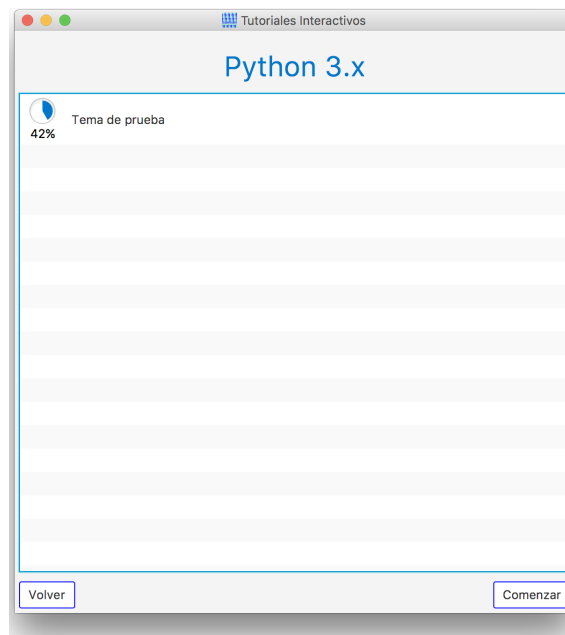 Tutoriales Interactivos
Python 3.x
Tema de prueba
42%
Volver
Comenzar